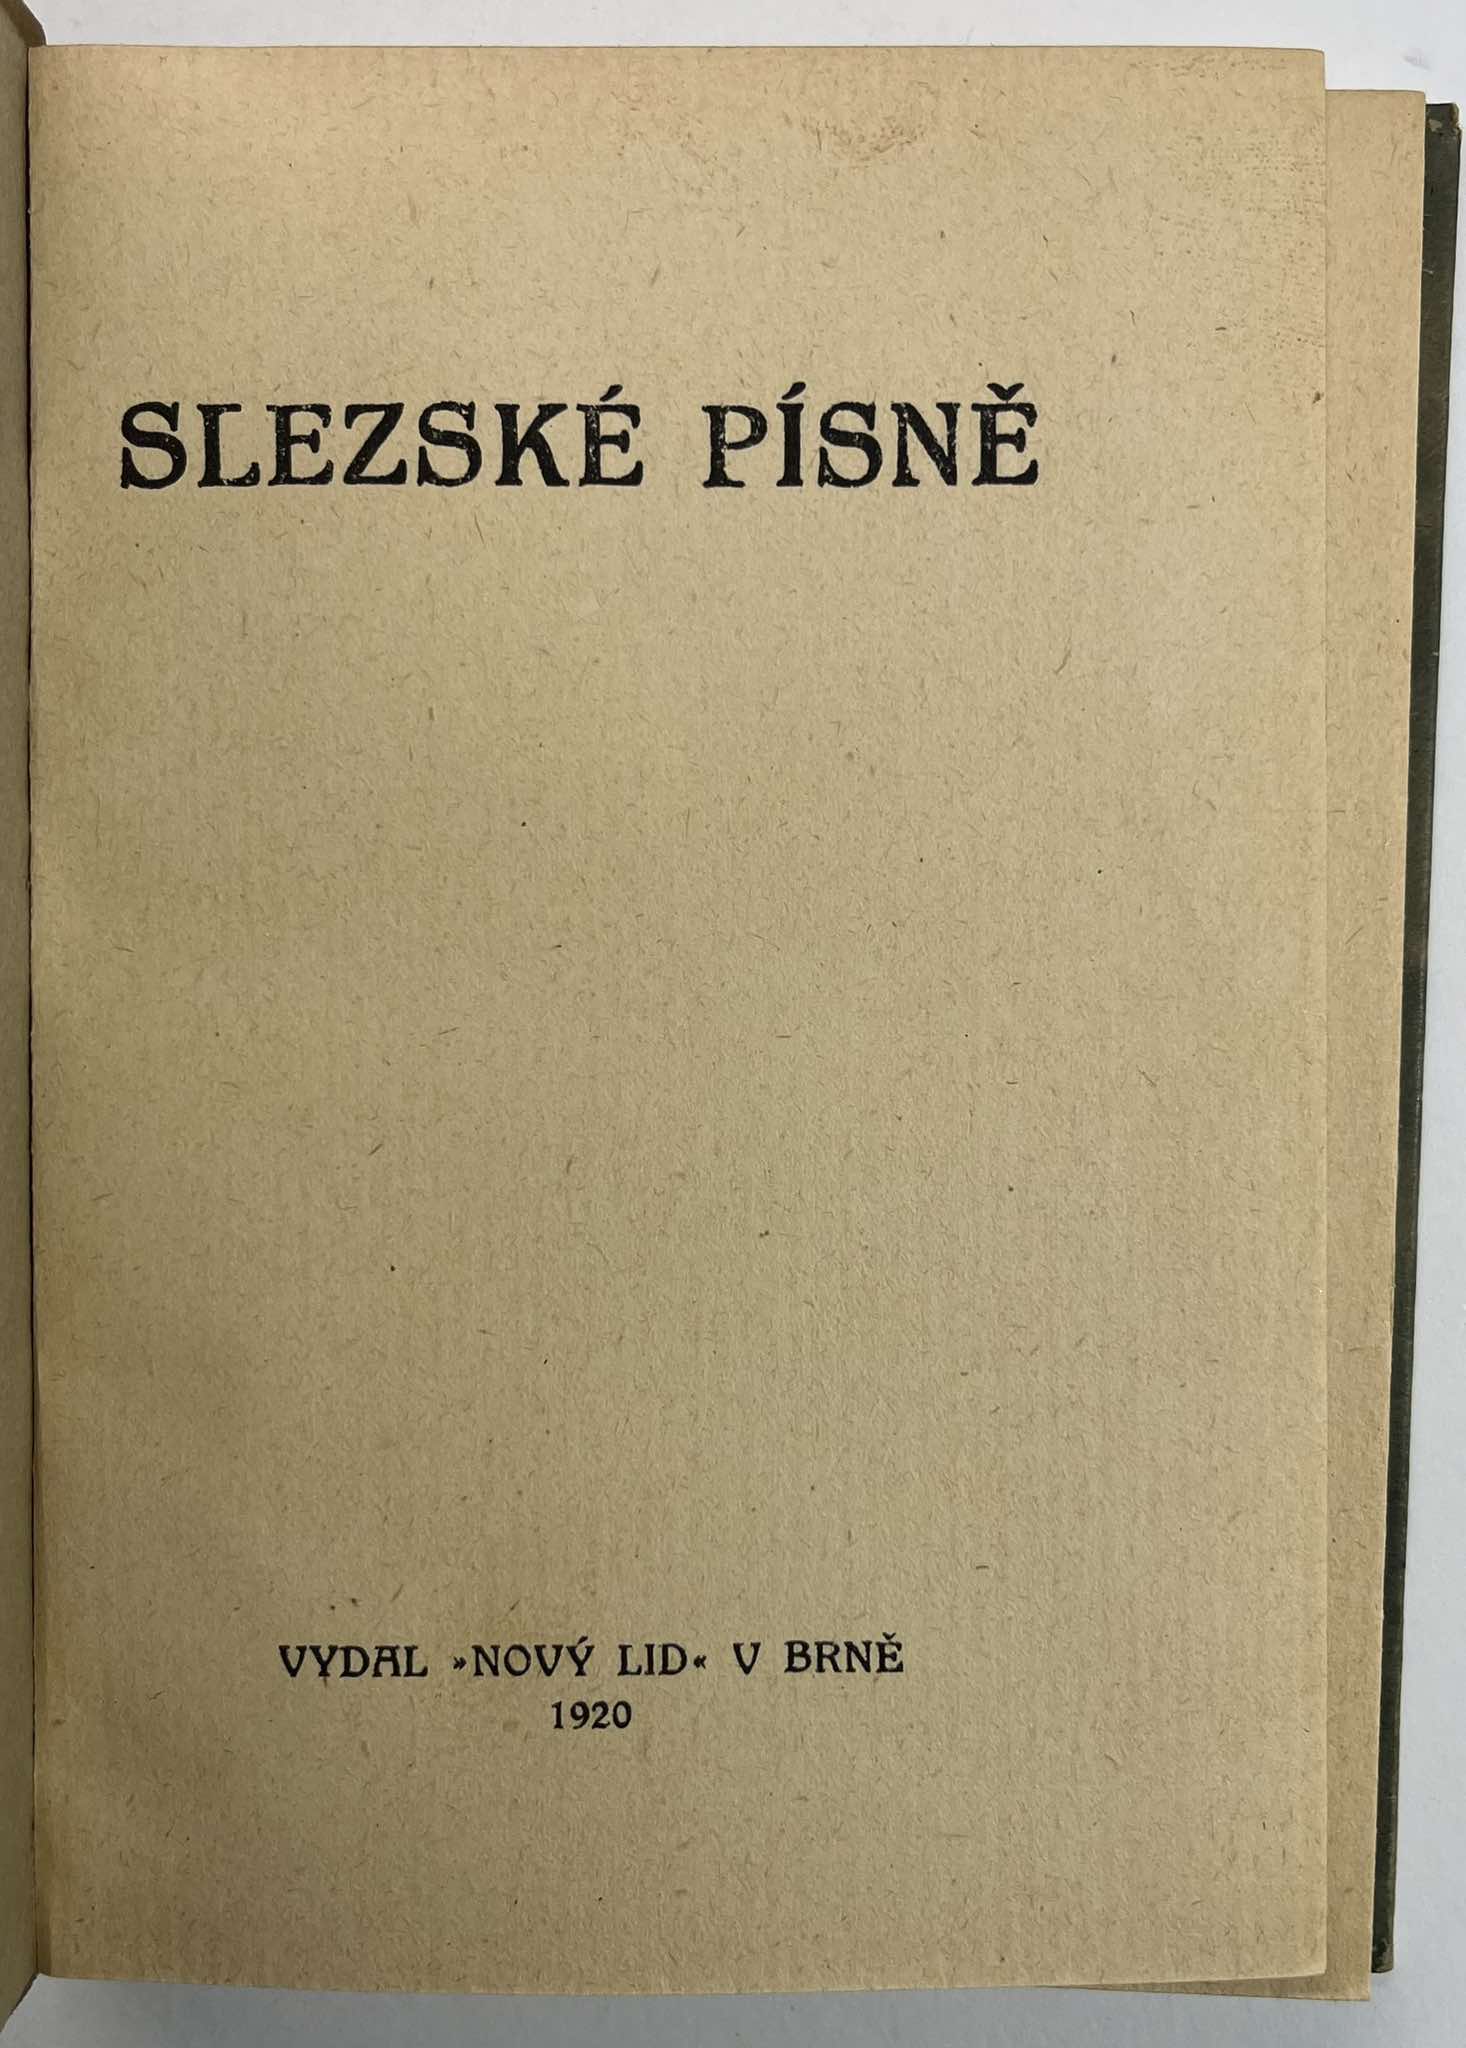 SLEZSKÉ PÍSNĚ
VYDAL »NOVÝ LID« V BRNĚ
1920